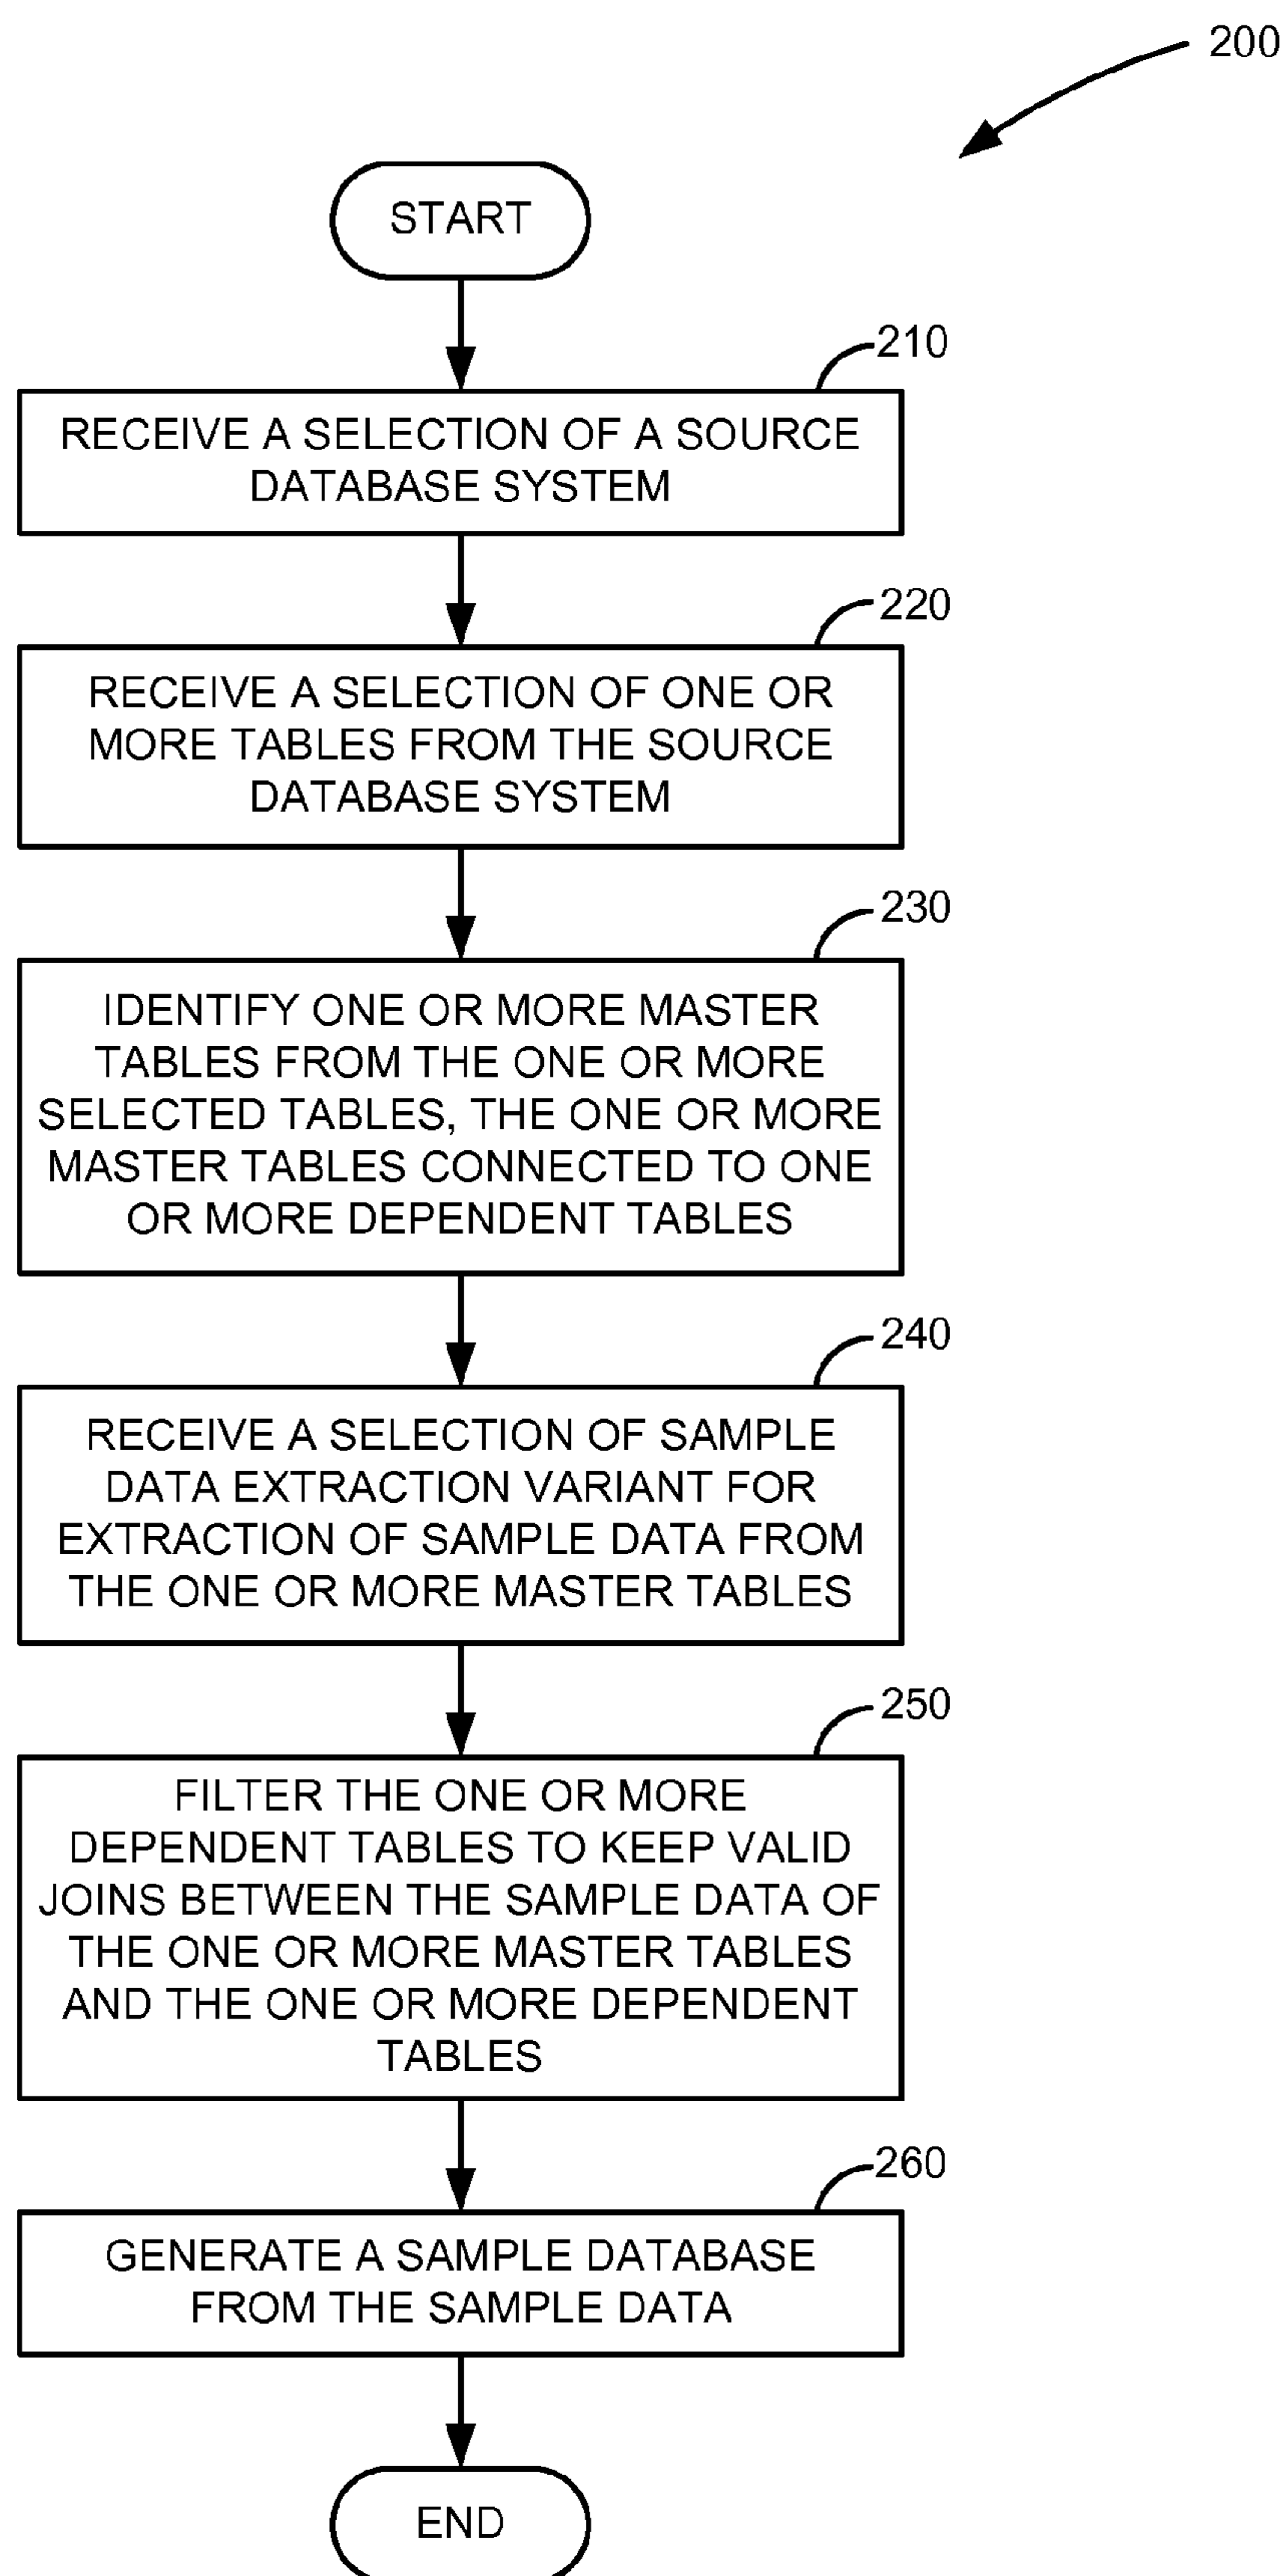 200
START
210
RECEIVE A SELECTION OF A SOURCE
DATABASE SYSTEM
220
RECEIVE A SELECTION OF ONE OR
MORE TABLES FROM THE SOURCE
DATABASE SYSTEM
230
IDENTIFY ONE OR MORE MASTER
TABLES FROM THE ONE OR MORE
SELECTED TABLES, THE ONE OR MORE
MASTER TABLES CONNECTED TO ONE
OR MORE DEPENDENT TABLES
240
RECEIVE A SELECTION OF SAMPLE
DATA EXTRACTION VARIANT FOR
EXTRACTION OF SAMPLE DATA FROM
THE ONE OR MORE MASTER TABLES
250
FILTER THE ONE OR MORE
DEPENDENT TABLES TO KEEP VALID
JOINS BETWEEN THE SAMPLE DATA OF
THE ONE OR MORE MASTER TABLES
AND THE ONE OR MORE DEPENDENT
TABLES
260
GENERATE A SAMPLE DATABASE
FROM THE SAMPLE DATA
END